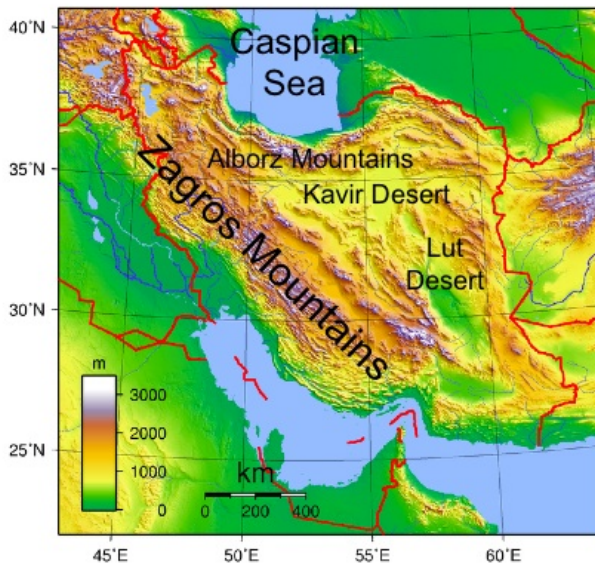 40°N
Caspian
Sea
Alborz Mountains
35°N
Kavir Desert
Zagros Mountains
Lut
Desert
30°N
m
3000
2000
1000
0
25°N
km
0 200 400
45°E 50°E 55°E 60°E